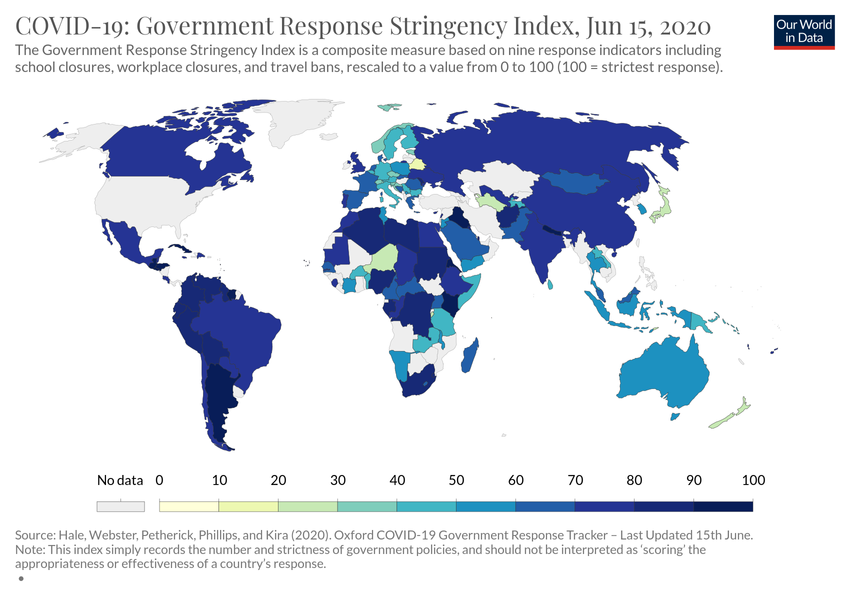 COVID-19: Government Response Stringency Index, Jun 15, 2020
Our World
in Data
The Government Response Stringency Index is a composite measure based on nine response indicators including
school closures, workplace closures, and travel bans, rescaled to a value from 0 to 100 (100 = strictest response).
No data 0 10 20 30 40 50 60 70 80 90 100
Source: Hale, Webster, Petherick, Phillips, and Kira (2020). Oxford COVID-19 Government Response Tracker – Last Updated 15th June.
Note: This index simply records the number and strictness of government policies, and should not be interpreted as ‘scoring’ the
appropriateness or effectiveness of a country's response.